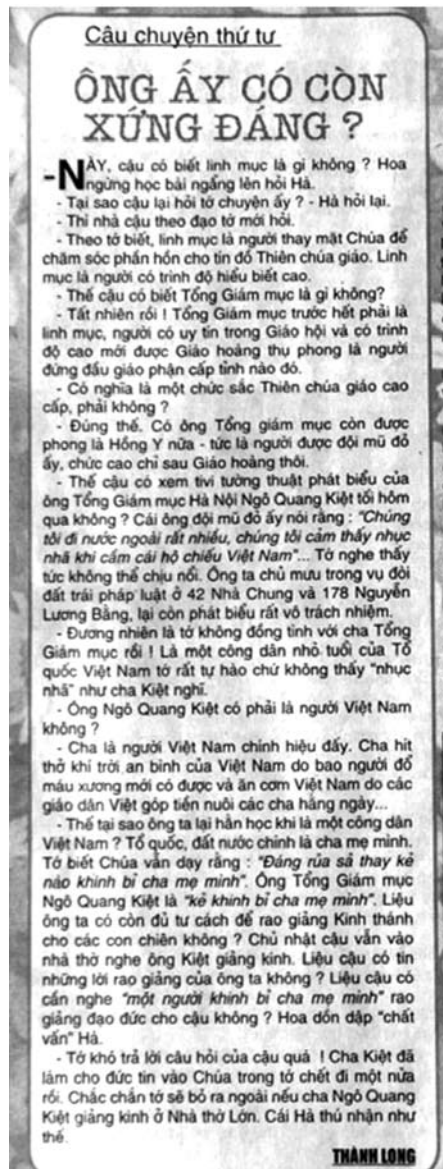 Câu chuyện thứ tư
ÔNG ẤY CÓ CÒN
XỨNG ĐÁNG ?
-NÀY, cậu có biết linh mục là gì không ? Hoa
ngừng học bài ngẩng lên hỏi Hà.
- Tại sao cậu lại hỏi tớ chuyện ấy ? - Hà hỏi lại.
- Thì nhà cậu theo đạo tớ mới hỏi.
- Theo tớ biết, linh mục là người thay mặt Chúa để
chăm sóc phần hồn cho tín đồ Thiên chúa giáo. Linh
mục là người có trình độ hiểu biết cao.
- Thế cậu có biết Tổng Giám mục là gì không?
- Tất nhiên rồi ! Tổng Giám mục trước hết phải là
linh mục, người có uy tín trong Giáo hội và có trình
độ cao mới được Giáo hoàng thụ phong là người
đứng đầu giáo phận cấp tỉnh nào đó.
- Có nghĩa là một chức sắc Thiên chúa giáo cao
cấp, phải không ?
- Đúng thế. Có ông Tổng giám mục còn được
phong là Hồng Y nữa - tức là người được đội mũ đỏ
ấy, chức cao chỉ sau Giáo hoàng thôi.
- Thế cậu có xem tivi tường thuật phát biểu của
ông Tổng Giám mục Hà Nội Ngô Quang Kiệt tối hôm
qua không ? Cái ông đội mũ đỏ ấy nói rằng : "Chúng
tôi đi nước ngoài rất nhiều, chúng tôi cảm thấy nhục
nhã khi cầm cái hộ chiếu Việt Nam"... Tớ nghe thấy
tức không thể chịu nổi. Ông ta chủ mưu trong vụ đòi
đất trái pháp luật ở 42 Nhà Chung và 178 Nguyễn
Lương Bằng, lại còn phát biểu rất vô trách nhiệm.
- Đương nhiên là tớ không đồng tình với cha Tổng
Giám mục rồi ! Là một công dân nhỏ tuổi của Tổ
quốc Việt Nam tớ rất tự hào chứ không thấy "nhục
nhã" như cha Kiệt nghĩ.
- Ông Ngô Quang Kiệt có phải là người Việt Nam
không ?
- Cha là người Việt Nam chính hiệu đấy. Cha hít
thở khí trời an bình của Việt Nam do bao người đổ
máu xương mới có được và ăn cơm Việt Nam do các
giáo dân Việt góp tiền nuôi các cha hằng ngày...
- Thế tại sao ông ta lại hằn học khi là một công dân
Việt Nam ? Tổ quốc, đất nước chính là cha mẹ mình.
Tớ biết Chúa vẫn dạy rằng : "Đáng rủa sả thay kẻ
nào khinh bỉ cha mẹ mình". Ông Tổng Giám mục
Ngô Quang Kiệt là "kẻ khinh bỉ cha mẹ mình". Liệu
ông ta có còn đủ tư cách để rao giảng Kinh thánh
cho các con chiên không ? Chủ nhật cậu vẫn vào
nhà thờ nghe ông Kiệt giảng kinh. Liệu cậu có tin
những lời rao giảng của ông ta không ? Liệu cậu có
cần nghe "một người khinh bỉ cha mẹ mình" rao
giảng đạo đức cho cậu không ? Hoa dồn dập "chất
vấn" Hà.
- Tớ khó trả lời câu hỏi của cậu quá ! Cha Kiệt đã
làm cho đức tin vào Chúa trong tớ chết đi một nửa
rồi. Chắc chắn tớ sẽ bỏ ra ngoài nếu cha Ngô Quang
Kiệt giảng kinh ở Nhà thờ Lớn. Cái Hà thú nhận như
thế.
THÀNH LONG